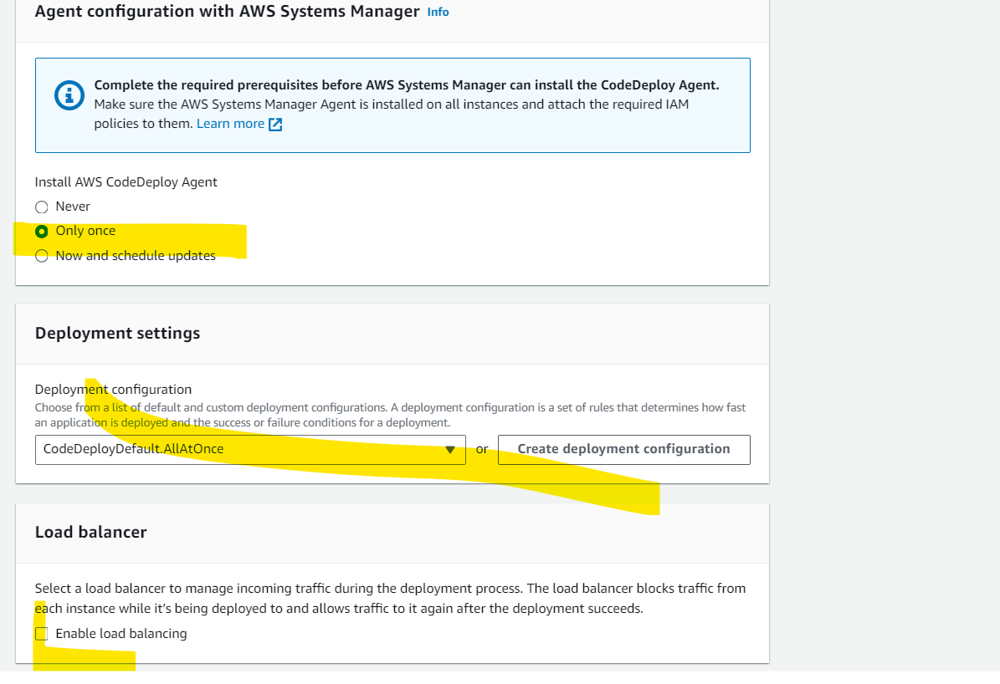 Agent configuration with AWS Systems Manager Info
Complete the required prerequisites before AWS Systems Manager can install the CodeDeploy Agent.
Make sure the AWS Systems Manager Agent is installed on all instances and attach the required IAM
policies to them. Learn more
Install AWS CodeDeploy Agent
Never
Only once
Now and schedule updates
Deployment settings
Deployment configuration
Choose from a list of default and custom deployment configurations. A deployment configuration is a set of rules that determines how fast
an application is deployed and the success or failure conditions for a deployment.
CodeDeployDefault.AllAtOnce or Create deployment configuration
Load balancer
Select a load balancer to manage incoming traffic during the deployment process. The load balancer blocks traffic from
each instance while it’s being deployed to and allows traffic to it again after the deployment succeeds.
Enable load balancing